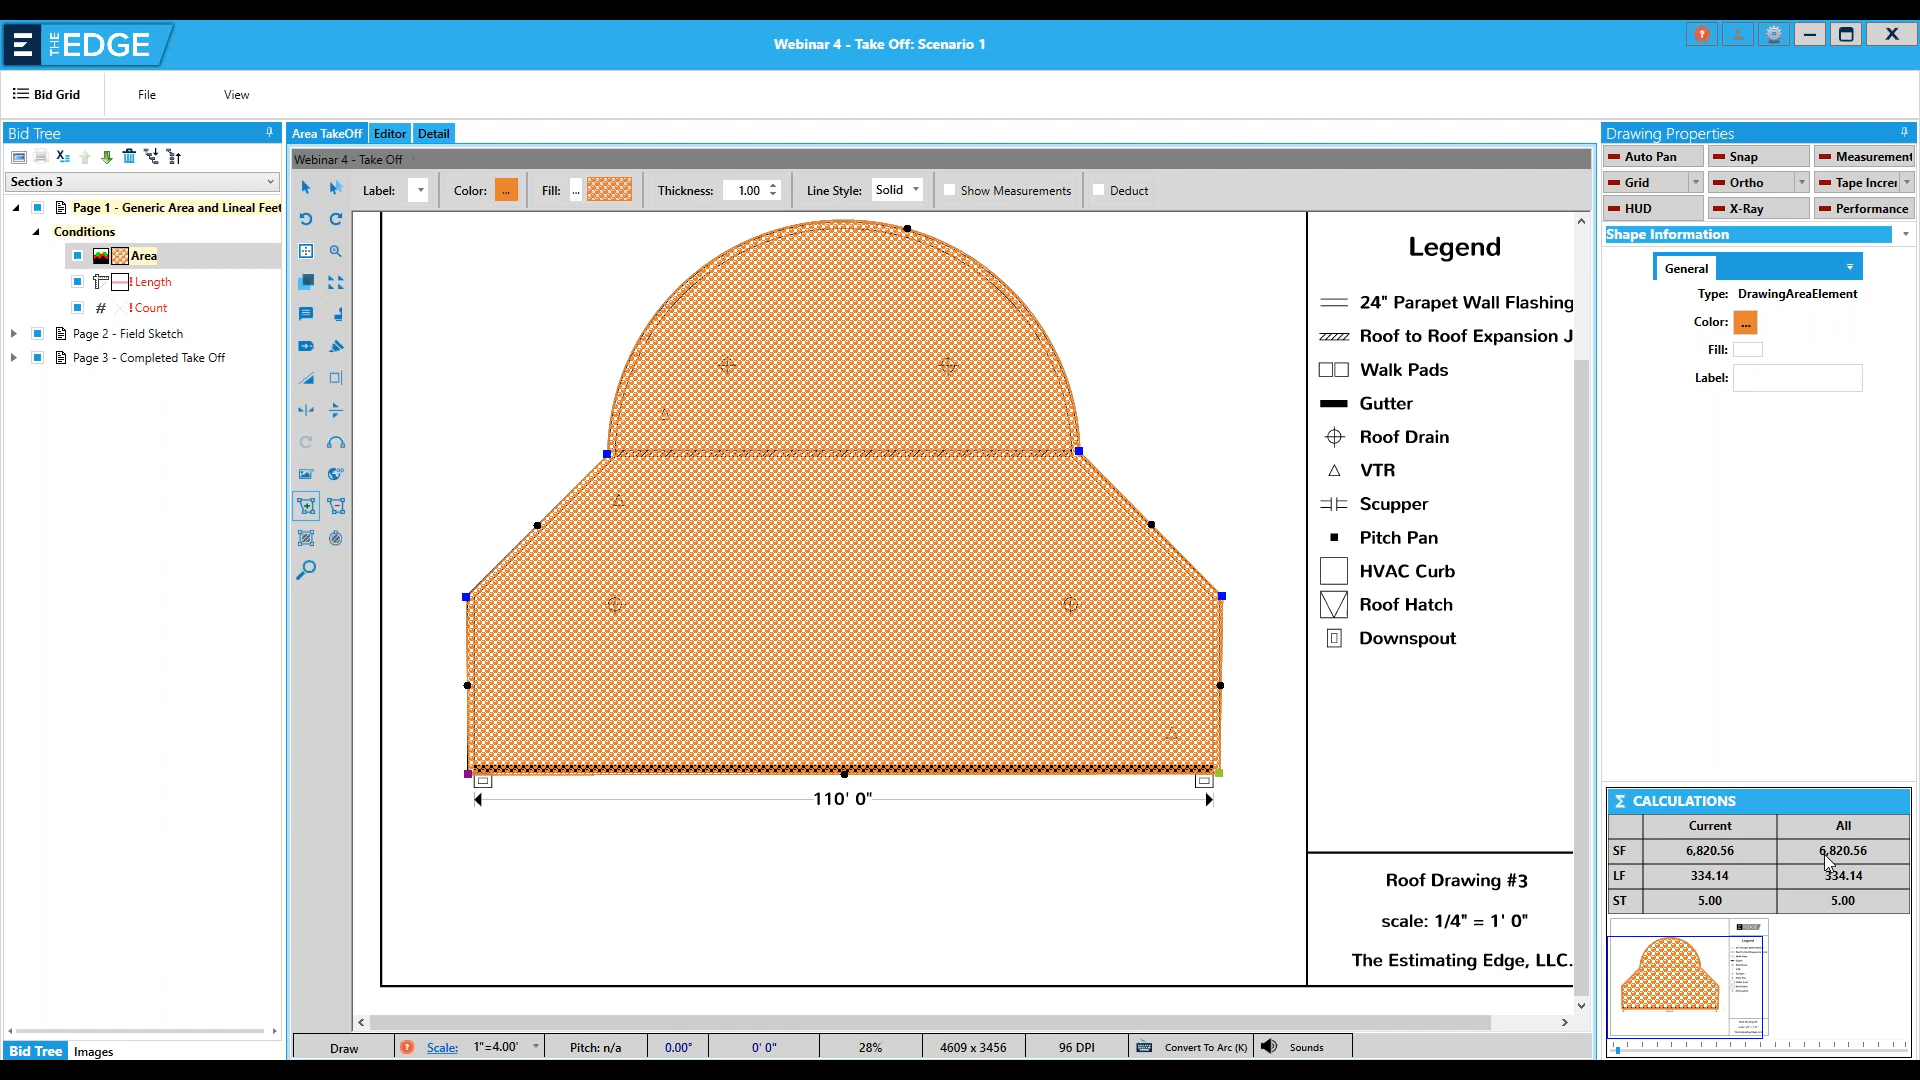 THE EDGE
Webinar 4 - Take Off: Scenario 1
Bid Grid
File
View
Bid Tree
Section 3
Page 1 - Generic Area and Lineal Feet
Conditions
Area
! Length
# ! Count
Page 2 - Field Sketch
Page 3 - Completed Take Off
Bid Tree
Images
Area TakeOff
Editor
Detail
Webinar 4 - Take Off
Label:
Color:
...
Fill:
...
Thickness:
1.00
Line Style:
Solid
Show Measurements
Deduct
110' 0"
Legend
24" Parapet Wall Flashing
Roof to Roof Expansion J
Walk Pads
Gutter
Roof Drain
VTR
Scupper
Pitch Pan
HVAC Curb
Roof Hatch
Downspout
Roof Drawing #3
scale: 1/4" = 1' 0"
The Estimating Edge, LLC.
Draw
Scale:
1"=4.00'
Pitch: n/a
0.00°
0' 0"
28%
4609 x 3456
96 DPI
Convert To Arc (K)
Sounds
Drawing Properties
Auto Pan
Snap
Measurement
Grid
Ortho
Tape Increr
HUD
X-Ray
Performance
Shape Information
General
Type: DrawingAreaElement
Color: ...
Fill:
Label:
Σ CALCULATIONS
Current All
SF 6,820.56 6,820.56
LF 334.14 334.14
ST 5.00 5.00